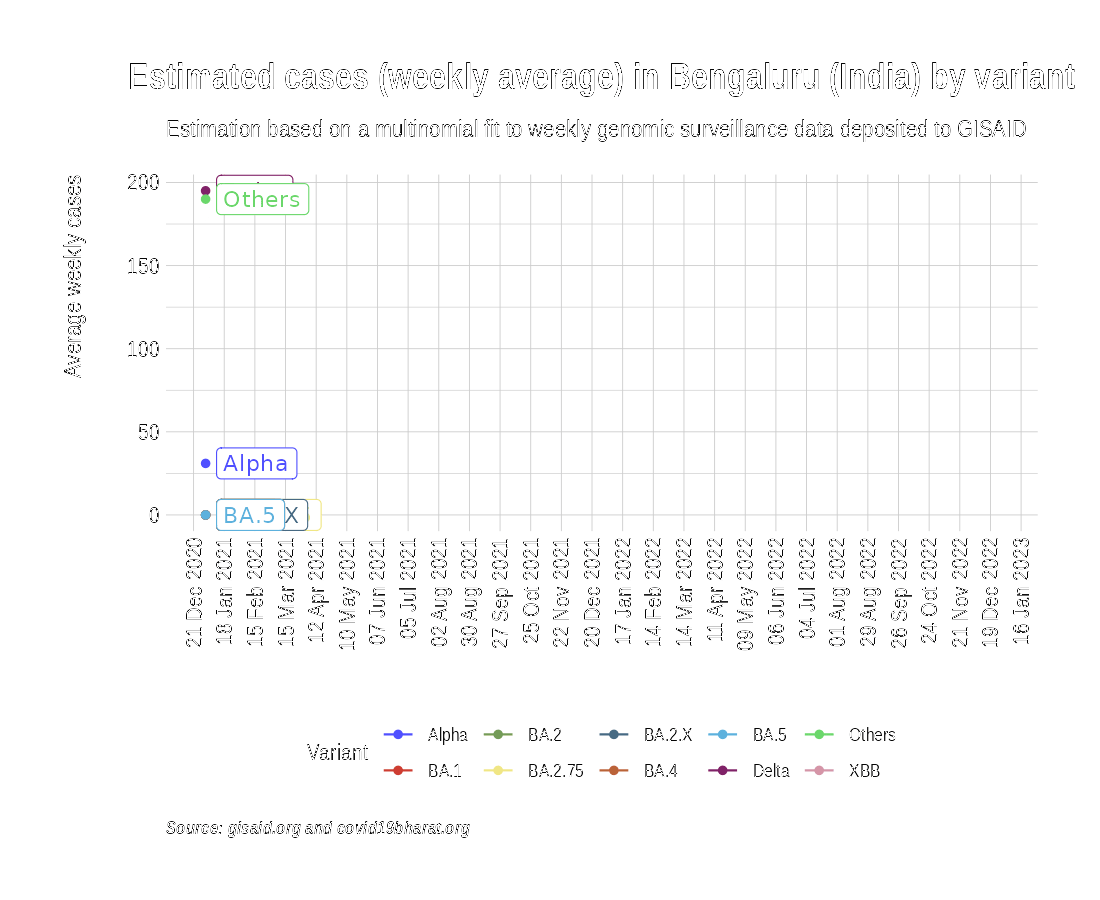 Estimated cases (weekly average) in Bengaluru (India) by variant
Estimation based on a multinomial fit to weekly genomic surveillance data deposited to GISAID
Average weekly cases
200
150
100
50
0
Others
Alpha
BA.5
X
21 Dec 2020
18 Jan 2021
15 Feb 2021
15 Mar 2021
12 Apr 2021
10 May 2021
07 Jun 2021
05 Jul 2021
02 Aug 2021
30 Aug 2021
27 Sep 2021
25 Oct 2021
22 Nov 2021
20 Dec 2021
17 Jan 2022
14 Feb 2022
14 Mar 2022
11 Apr 2022
09 May 2022
06 Jun 2022
04 Jul 2022
01 Aug 2022
29 Aug 2022
26 Sep 2022
24 Oct 2022
21 Nov 2022
19 Dec 2022
16 Jan 2023
Variant
Alpha BA.2 BA.2.X BA.5 Others
BA.1 BA.2.75 BA.4 Delta XBB
Source: gisaid.org and covid19bharat.org